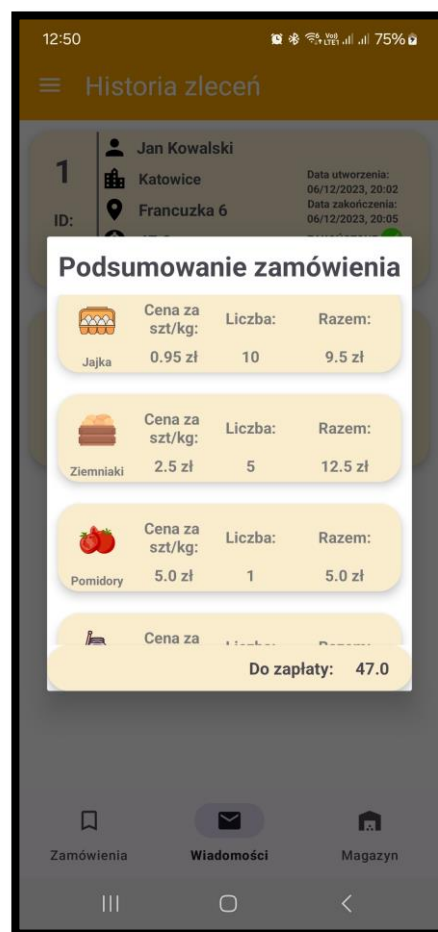 12:50
75%
Historia zleceń
1
ID:
Jan Kowalski
Katowice
Francuzka 6
Data utworzenia:
06/12/2023, 20:02
Data zakończenia:
06/12/2023, 20:05
Podsumowanie zamówienia
Cena za szt/kg: Liczba: Razem:
Jajka 0.95 zł 10 9.5 zł
Cena za szt/kg: Liczba: Razem:
Ziemniaki 2.5 zł 5 12.5 zł
Cena za szt/kg: Liczba: Razem:
Pomidory 5.0 zł 1 5.0 zł
Cena za
Do zapłaty: 47.0
Zamówienia Wiadomości Magazyn